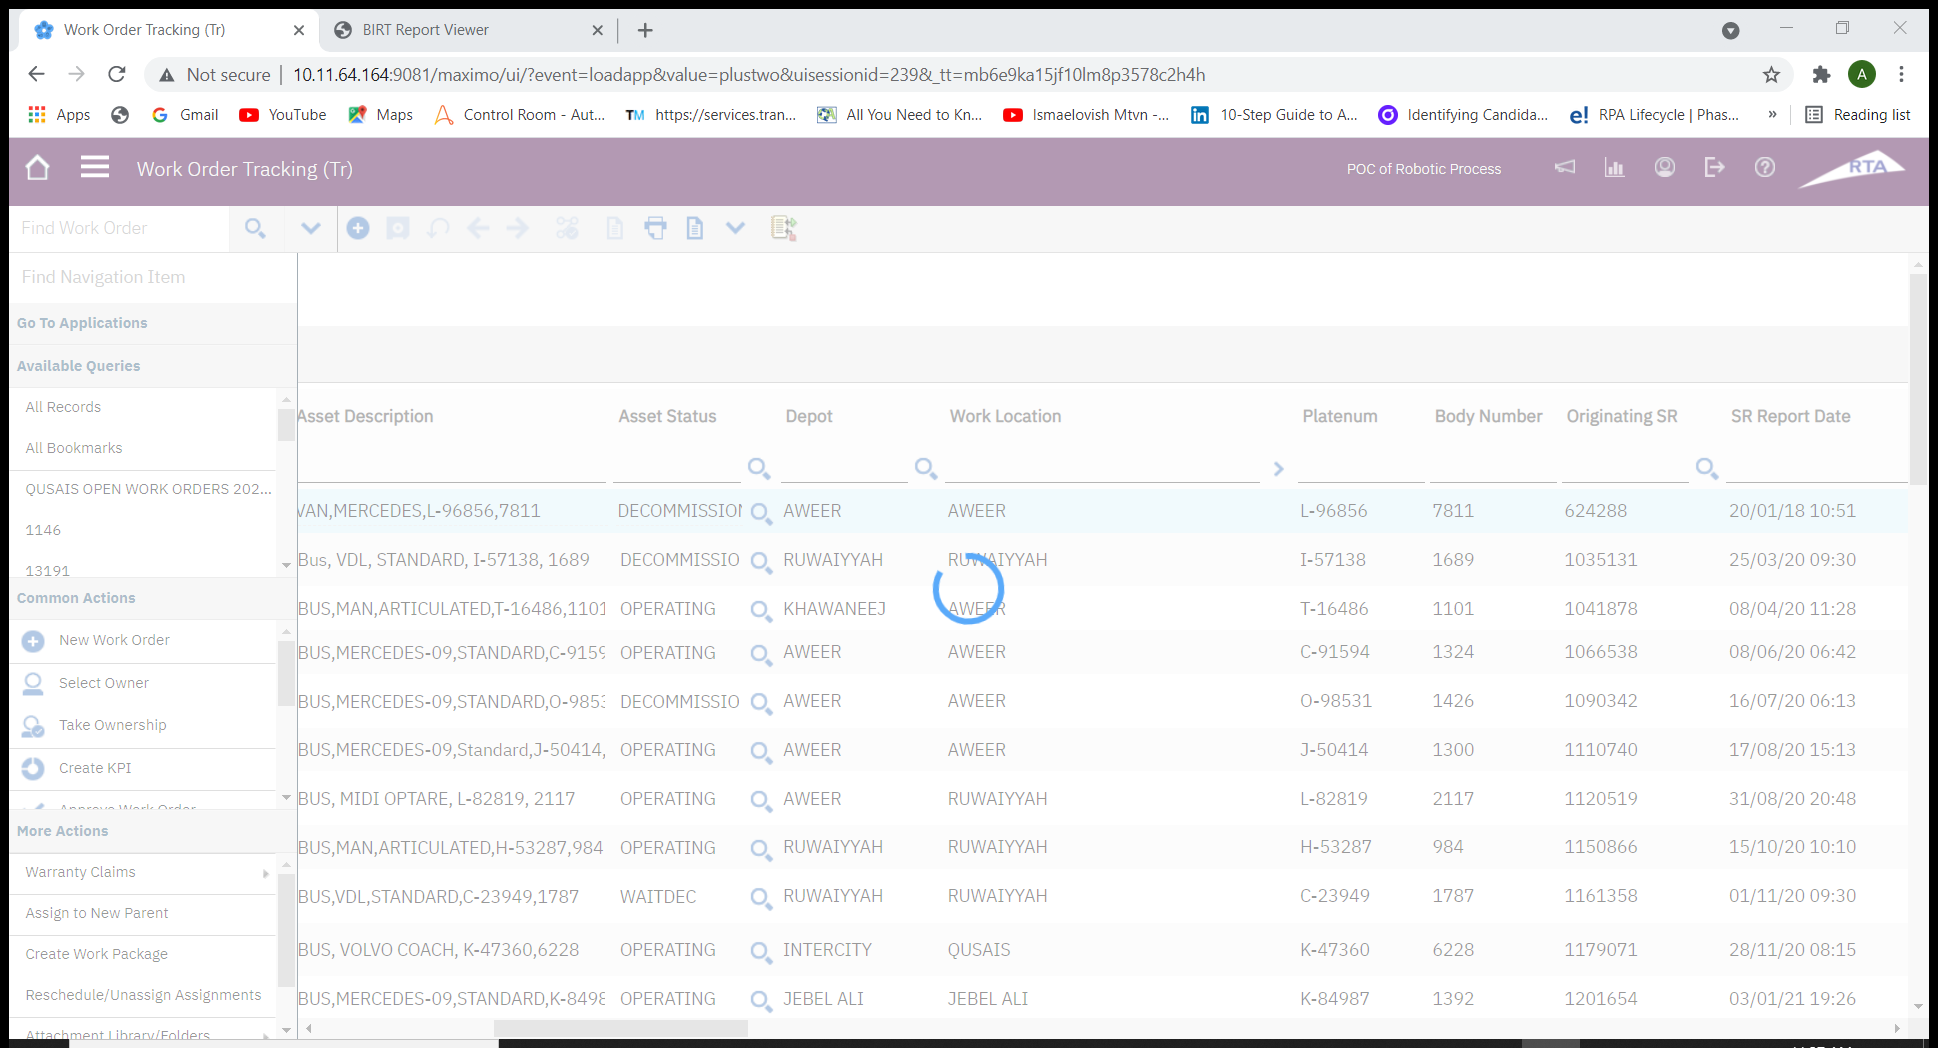 Work Order Tracking (Tr)
BIRT Report Viewer
Not secure
10.11.64.164:9081/maximo/ui/?event=loadapp&value=plustwo&uisessionid=239&_tt=mb6e9ka15jf10lm8p3578c2h4h
A
Apps
Gmail
YouTube
Maps
Control Room - Aut...
TM https://services.tran...
All You Need to Kn...
Ismaelovish Mtvn -...
10-Step Guide to A...
Identifying Candida...
RPA Lifecycle | Phas...
»
Reading list
Work Order Tracking (Tr)
POC of Robotic Process
RTA
Find Work Order
Find Navigation Item
Go To Applications
Available Queries
All Records
All Bookmarks
QUSAIS OPEN WORK ORDERS 202...
1146
13191
Common Actions
New Work Order
Select Owner
Take Ownership
Create KPI
Approve Work Order
More Actions
Warranty Claims
Assign to New Parent
Create Work Package
Reschedule/Unassign Assignments
Attachment Library/Folders
Asset Description Asset Status Depot Work Location Platenum Body Number Originating SR SR Report Date
VAN,MERCEDES,L-96856,7811 DECOMMISSION AWEER AWEER L-96856 7811 624288 20/01/18 10:51
Bus, VDL, STANDARD, I-57138, 1689 DECOMMISSIO RUWAIYYAH RUWAIYYAH I-57138 1689 1035131 25/03/20 09:30
BUS,MAN,ARTICULATED,T-16486,1101 OPERATING KHAWANEEJ AWEER T-16486 1101 1041878 08/04/20 11:28
BUS,MERCEDES-09,STANDARD,C-9159 OPERATING AWEER AWEER C-91594 1324 1066538 08/06/20 06:42
BUS,MERCEDES-09,STANDARD,O-9853 DECOMMISSIO AWEER AWEER O-98531 1426 1090342 16/07/20 06:13
BUS,MERCEDES-09,Standard,J-50414, OPERATING AWEER AWEER J-50414 1300 1110740 17/08/20 15:13
BUS, MIDI OPTARE, L-82819, 2117 OPERATING AWEER RUWAIYYAH L-82819 2117 1120519 31/08/20 20:48
BUS,MAN,ARTICULATED,H-53287,984 OPERATING RUWAIYYAH RUWAIYYAH H-53287 984 1150866 15/10/20 10:10
BUS,VDL,STANDARD,C-23949,1787 WAITDEC RUWAIYYAH RUWAIYYAH C-23949 1787 1161358 01/11/20 09:30
BUS, VOLVO COACH, K-47360,6228 OPERATING INTERCITY QUSAIS K-47360 6228 1179071 28/11/20 08:15
BUS,MERCEDES-09,STANDARD,K-8498 OPERATING JEBEL ALI JEBEL ALI K-84987 1392 1201654 03/01/21 19:26